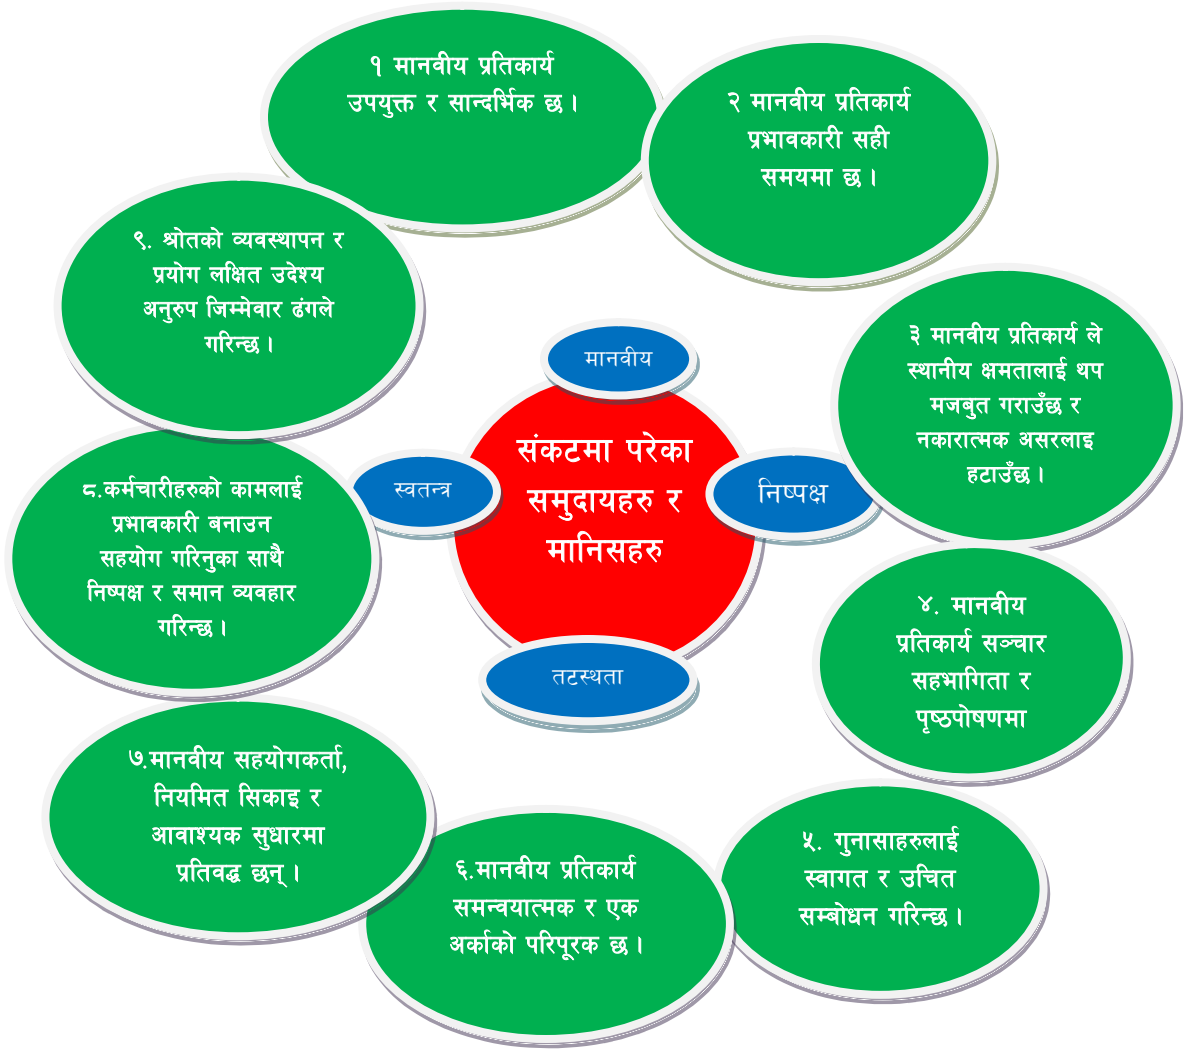 १ मानवीय प्रतिकार्य
उपयुक्त र सान्दर्भिक छ ।
२ मानवीय प्रतिकार्य
प्रभावकारी सही
समयमा छ ।
३ मानवीय प्रतिकार्य ले
स्थानीय क्षमतालाई थप
मजबुत गराउँछ र
नकारात्मक असरलाइ
हटाउँछ ।
४. मानवीय
प्रतिकार्य सञ्चार
सहभागिता र
पृष्ठपोषणमा
५. गुनासाहरुलाई
स्वागत र उचित
सम्बोधन गरिन्छ ।
६.मानवीय प्रतिकार्य
समन्वयात्मक र एक
अर्काको परिपूरक छ ।
७.मानवीय सहयोगकर्ता,
नियमित सिकाइ र
आवाश्यक सुधारमा
प्रतिवद्ध छन् ।
८.कर्मचारीहरुको कामलाई
प्रभावकारी बनाउन
सहयोग गरिनुका साथै
निष्पक्ष र समान व्यवहार
गरिन्छ ।
९. श्रोतको व्यवस्थापन र
प्रयोग लक्षित उदेश्य
अनुरुप जिम्मेवार ढंगले
गरिन्छ ।
मानवीय
संकटमा परेका
समुदायहरु र
मानिसहरु
स्वतन्त्र
निष्पक्ष
तटस्थता